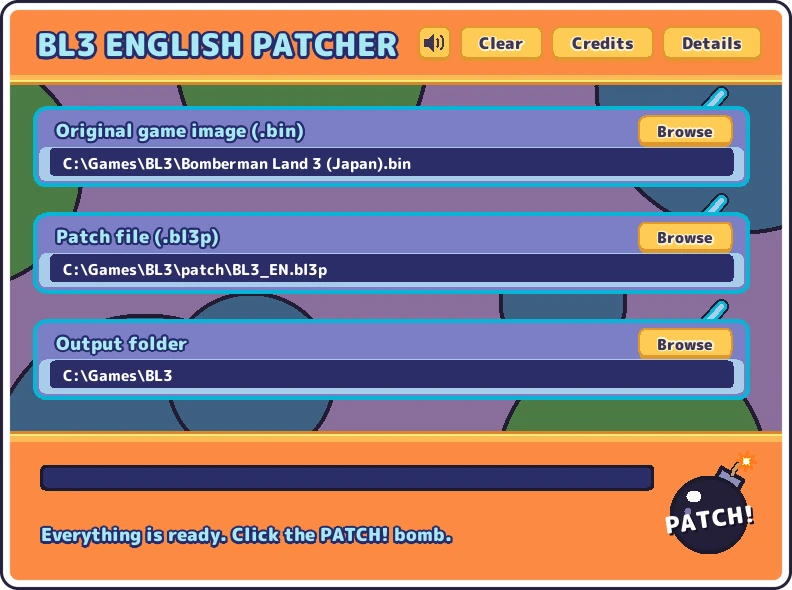 BL3 ENGLISH PATCHER
Clear
Credits
Details
Original game image (.bin)
Browse
C:\Games\BL3\Bomberman Land 3 (Japan).bin
Patch file (.bl3p)
Browse
C:\Games\BL3\patch\BL3_EN.bl3p
Output folder
Browse
C:\Games\BL3
PATCH!
Everything is ready. Click the PATCH! bomb.